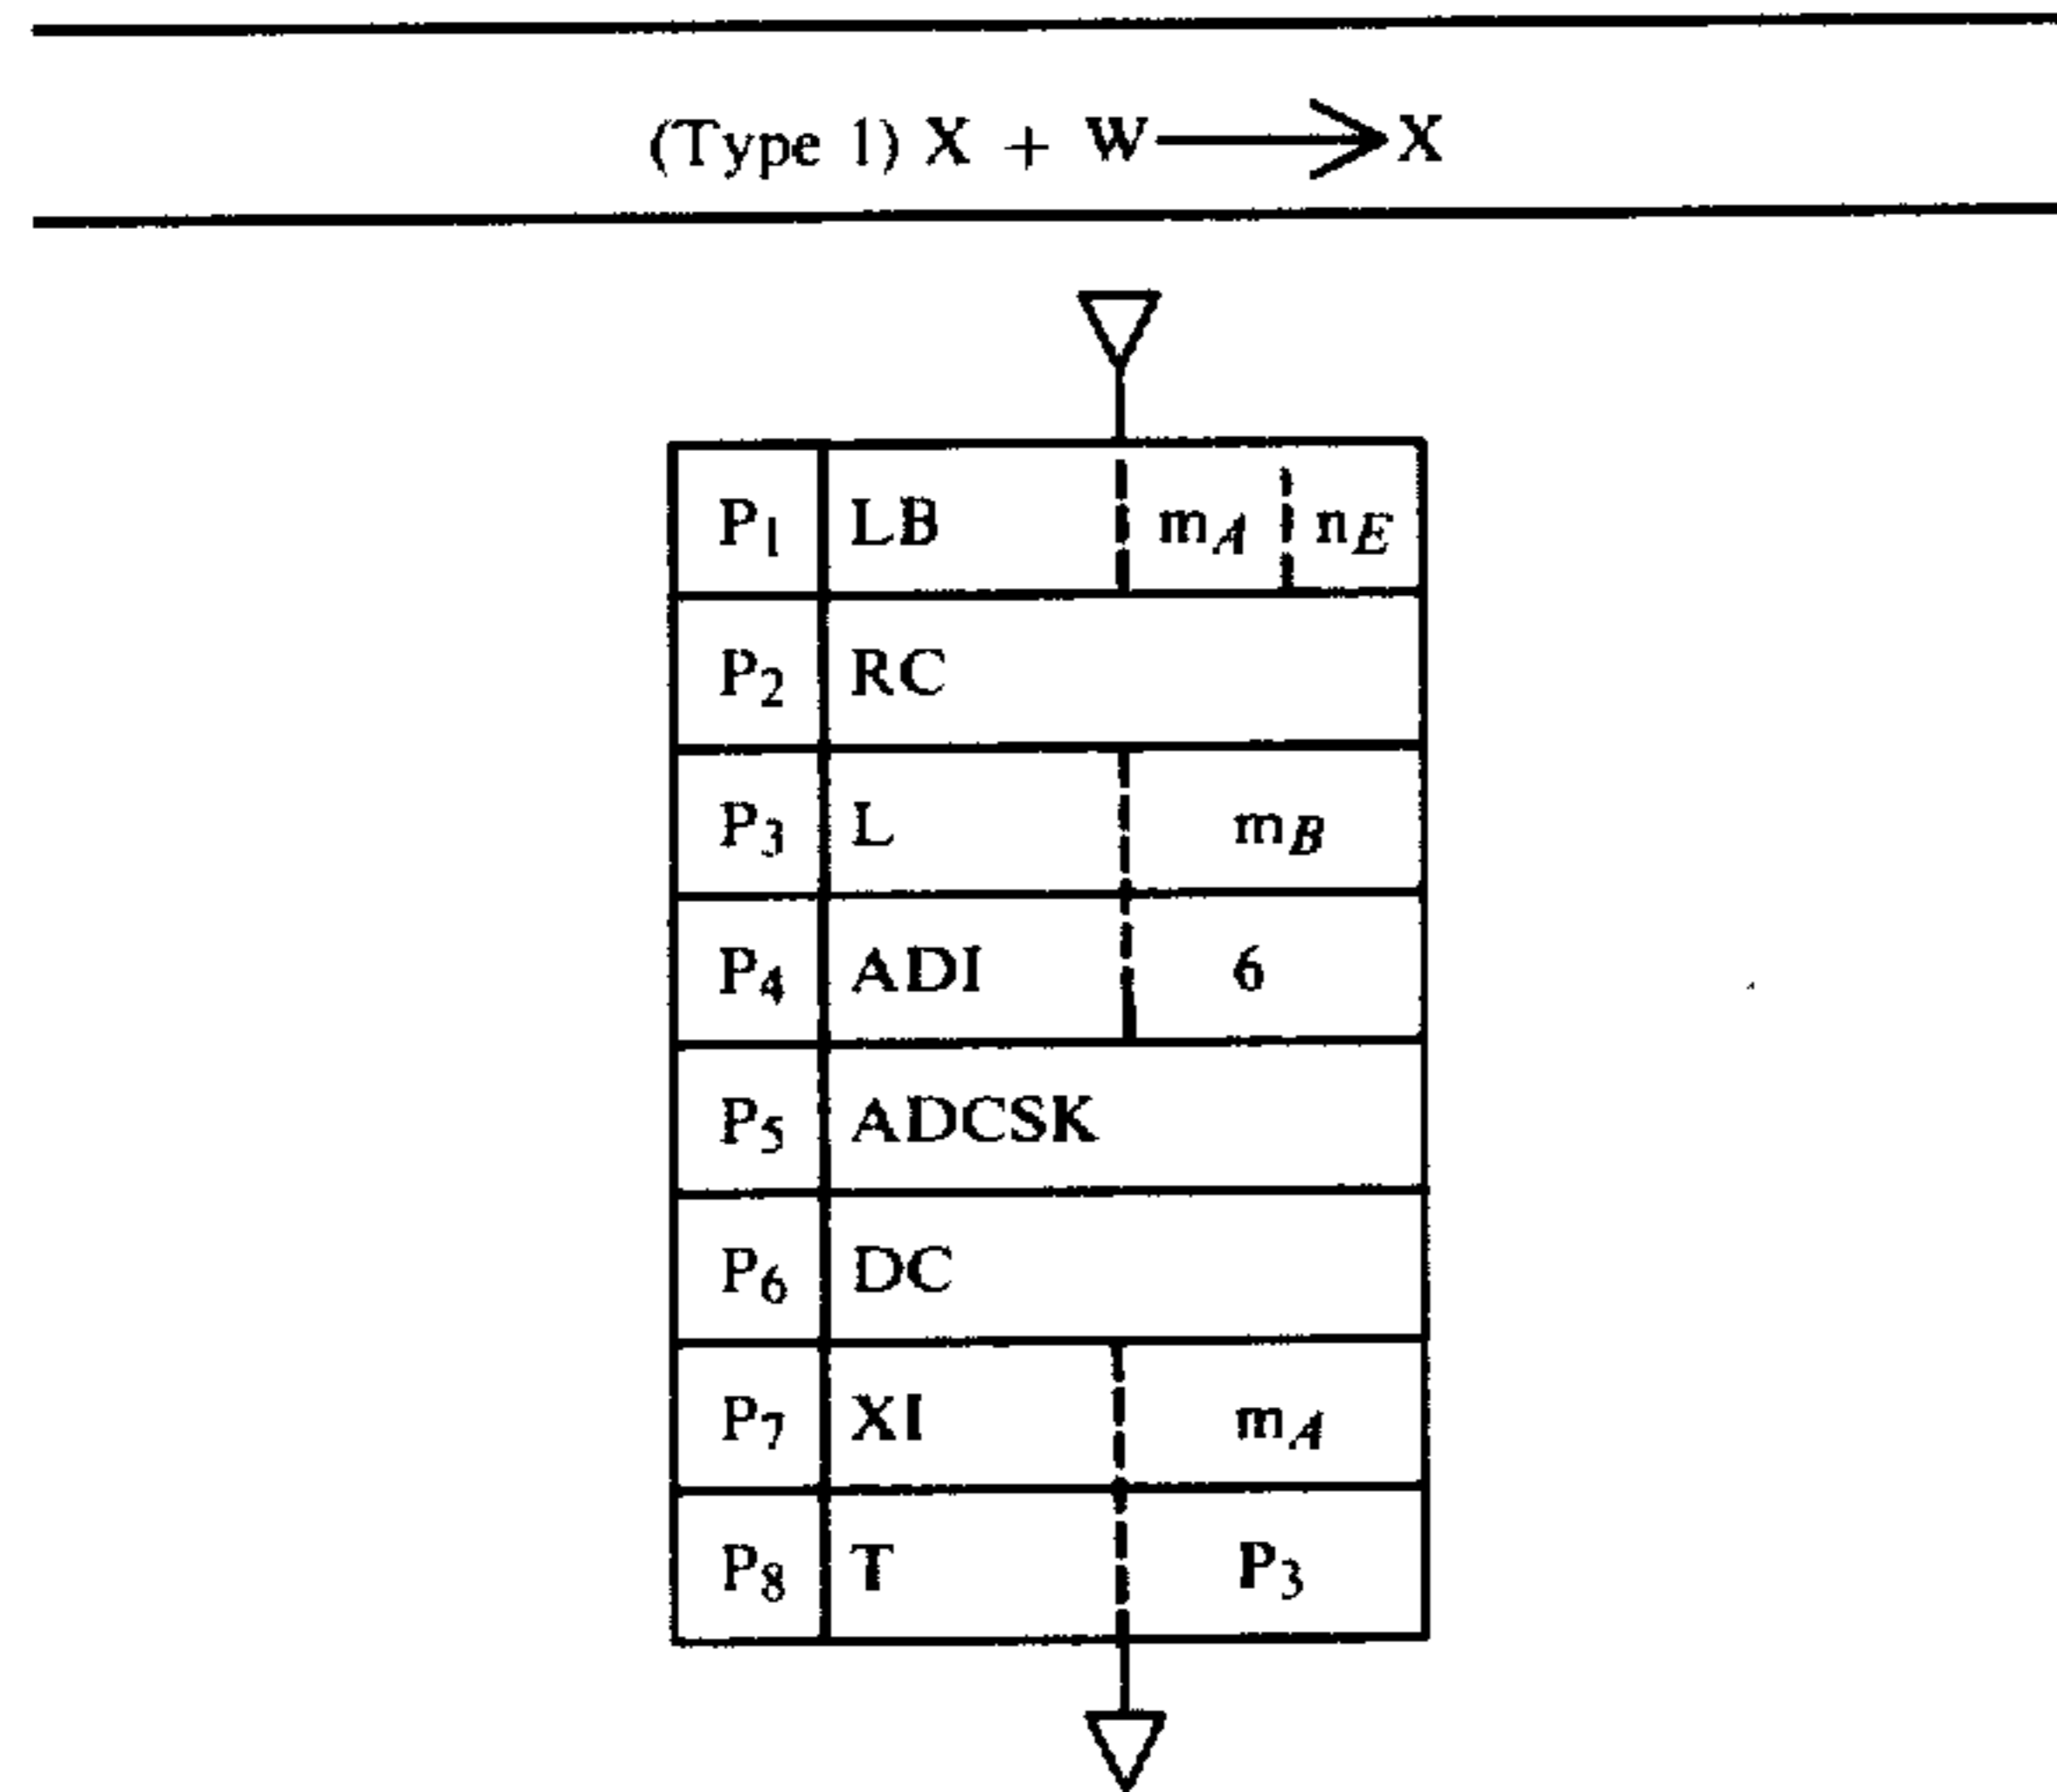 (Type 1) X + W → X
P₁ LB m_A n_E
P₂ RC
P₃ L m_B
P₄ ADI 6
P₅ ADCSK
P₆ DC
P₇ XI m_A
P₈ T P₃